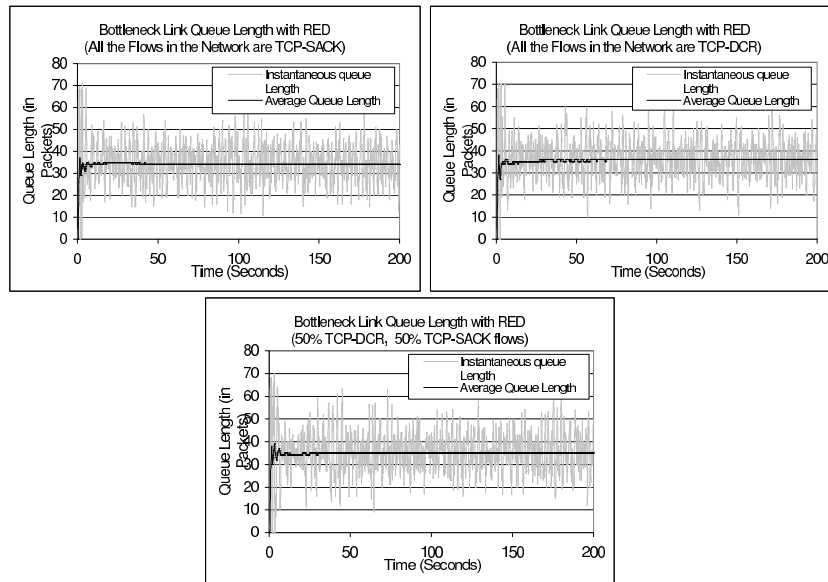 Bottleneck Link Queue Length with RED
(All the Flows in the Network are TCP-SACK)
80
70
60
50
40
30
20
10
0
Queue Length (in
Packets)
Instantaneous queue
Length
Average Queue Length
0
50
100
150
200
Time (Seconds)
Bottleneck Link Queue Length with RED
(All the Flows in the Network are TCP-DCR)
80
70
60
50
40
30
20
10
0
Queue Length (in
Packets)
Instantaneous queue
Length
Average Queue Length
0
50
100
150
200
Time (Seconds)
Bottleneck Link Queue Length with RED
(50% TCP-DCR, 50% TCP-SACK flows)
80
70
60
50
40
30
20
10
0
Queue Length (in
Packets)
Instantaneous queue
Length
Average Queue Length
0
50
100
150
200
Time (Seconds)